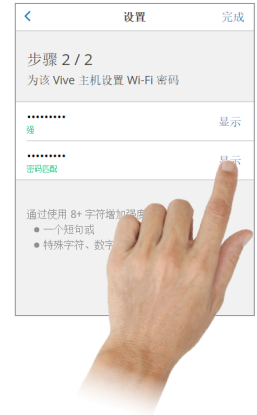 设置 完成
步骤 2 / 2
为该 Vive 主机设置 Wi-Fi 密码
••••••••• 显示
强
••••••••• 显示
密码匹配
通过使用 8+ 字符增加强度
● 一个短句或
● 特殊字符、数字